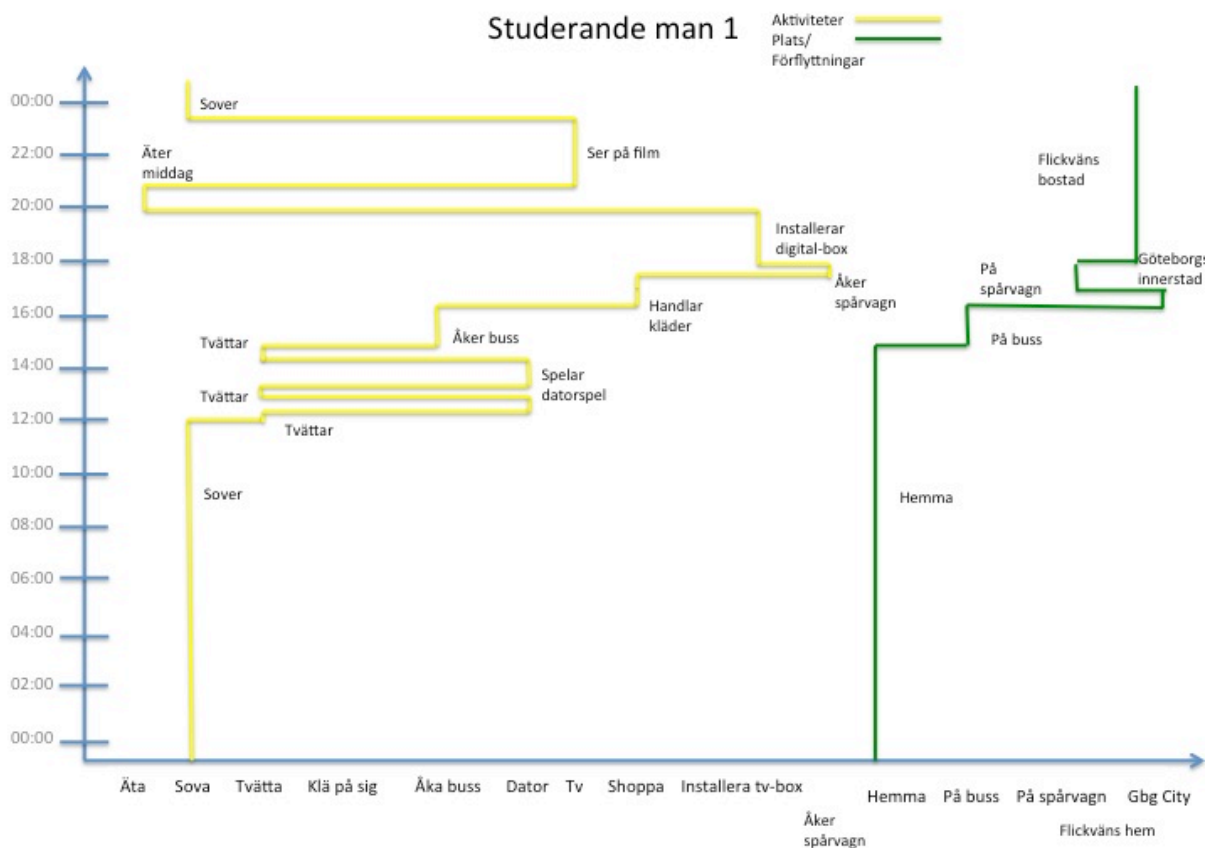 Studerande man 1
Aktiviteter
Plats/
Förflyttningar
00:00
22:00
20:00
18:00
16:00
14:00
12:00
10:00
08:00
06:00
04:00
02:00
00:00
Sover
Äter
middag
Ser på film
Installerar
digital-box
Åker
spårvagn
Handlar
kläder
Tvättar
Åker buss
Spelar
datorspel
Tvättar
Tvättar
Sover
Flickväns
bostad
Göteborgs
innerstad
På
spårvagn
På buss
Hemma
Äta
Sova
Tvätta
Klä på sig
Åka buss
Dator
Tv
Shoppa
Installera tv-box
Åker
spårvagn
Hemma
På buss
På spårvagn
Gbg City
Flickväns hem